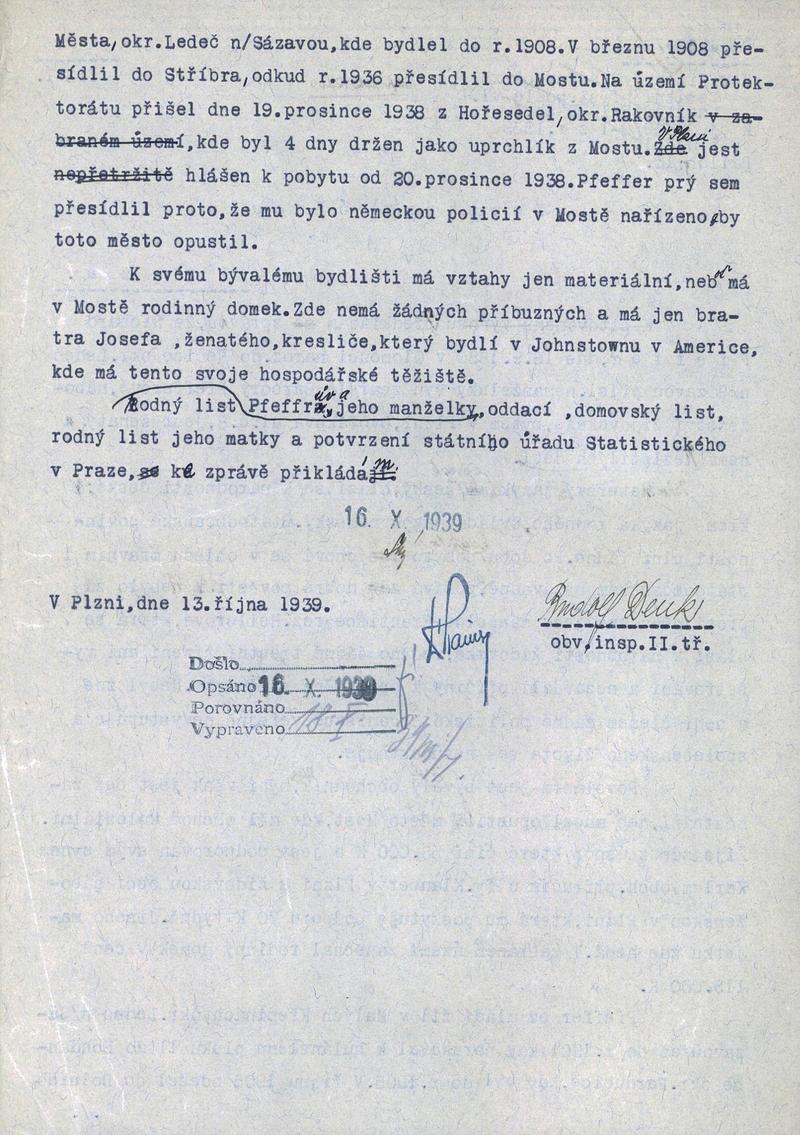 Města,okr.Ledeč n/Sázavou,kde bydlel do r.1908.V březnu 1908 pře-
sídlil do Stříbra,odkud r.1936 přesídlil do Mostu.Na území Protek-
torátu přišel dne 19.prosince 1938 z Hořesedel,okr.Rakovník v za-
braném území,kde byl 4 dny držen jako uprchlík z Mostu.Zde V Plzni jest
nepřetržitě hlášen k pobytu od 20.prosince 1938.Pfeffer prý sem
přesídlil proto,že mu bylo německou policií v Mostě nařízeno,by
toto město opustil.
K svému bývalému bydlišti má vztahy jen materiální,neboť má
v Mostě rodinný domek.Zde nemá žádných příbuzných a má jen bra-
tra Josefa ,ženatého,kresliče,který bydlí v Johnstownu v Americe,
kde má tento svoje hospodářské těžiště.
Rodný list Pfeffrův a jeho manželky,oddací ,domovský list,
rodný list jeho matky a potvrzení státního úřadu Statistického
v Praze, ke zprávě přikládám.
16. X. 1939
V Plzni,dne 13.října 1939.
Rudolf Denk
obv.insp.II.tř.
Došlo
Opsáno 16. X. 1939
Porovnáno
Vypraveno 18 X